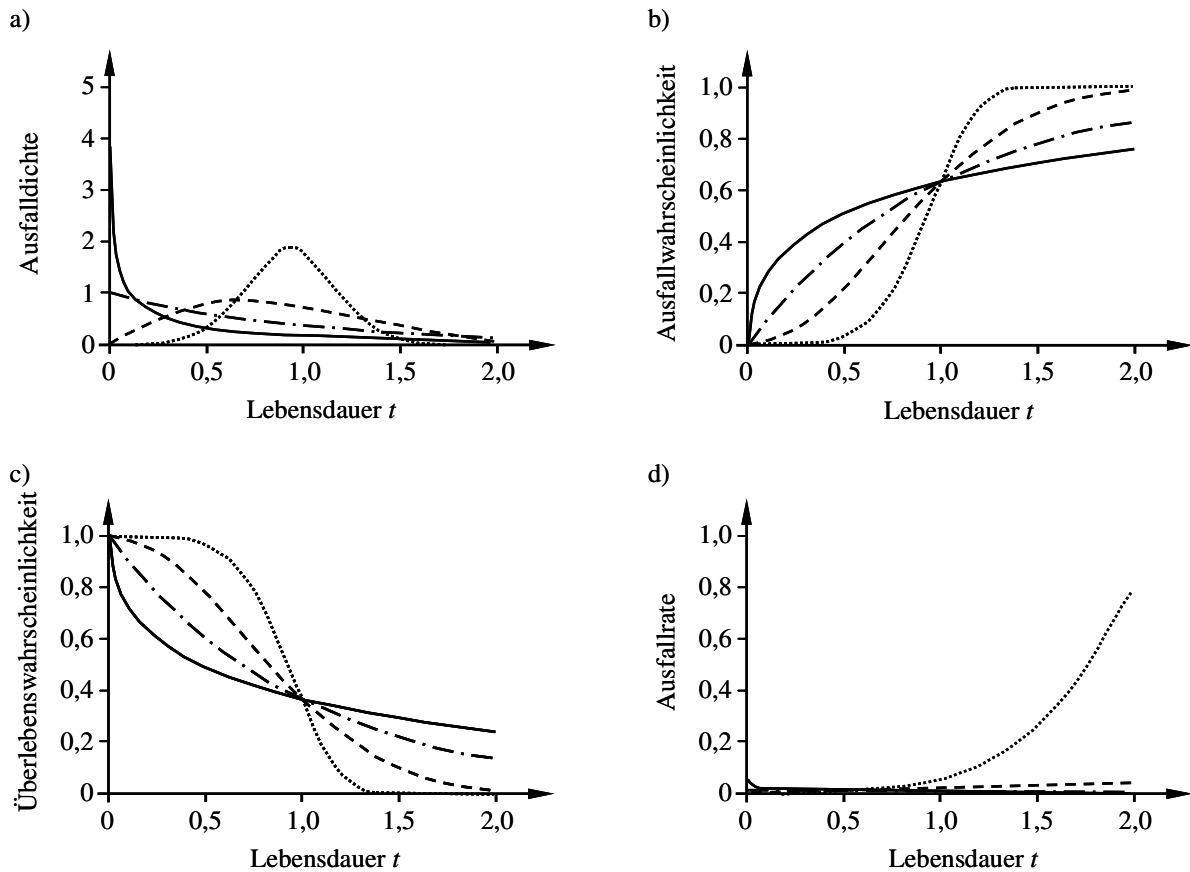 a)
Ausfalldichte
5
4
3
2
1
0
0 0,5 1,0 1,5 2,0
Lebensdauer t
b)
Ausfallwahrscheinlichkeit
1,0
0,8
0,6
0,4
0,2
0
0 0,5 1,0 1,5 2,0
Lebensdauer t
c)
Überlebenswahrscheinlichkeit
1,0
0,8
0,6
0,4
0,2
0
0 0,5 1,0 1,5 2,0
Lebensdauer t
d)
Ausfallrate
1,0
0,8
0,6
0,4
0,2
0
0 0,5 1,0 1,5 2,0
Lebensdauer t